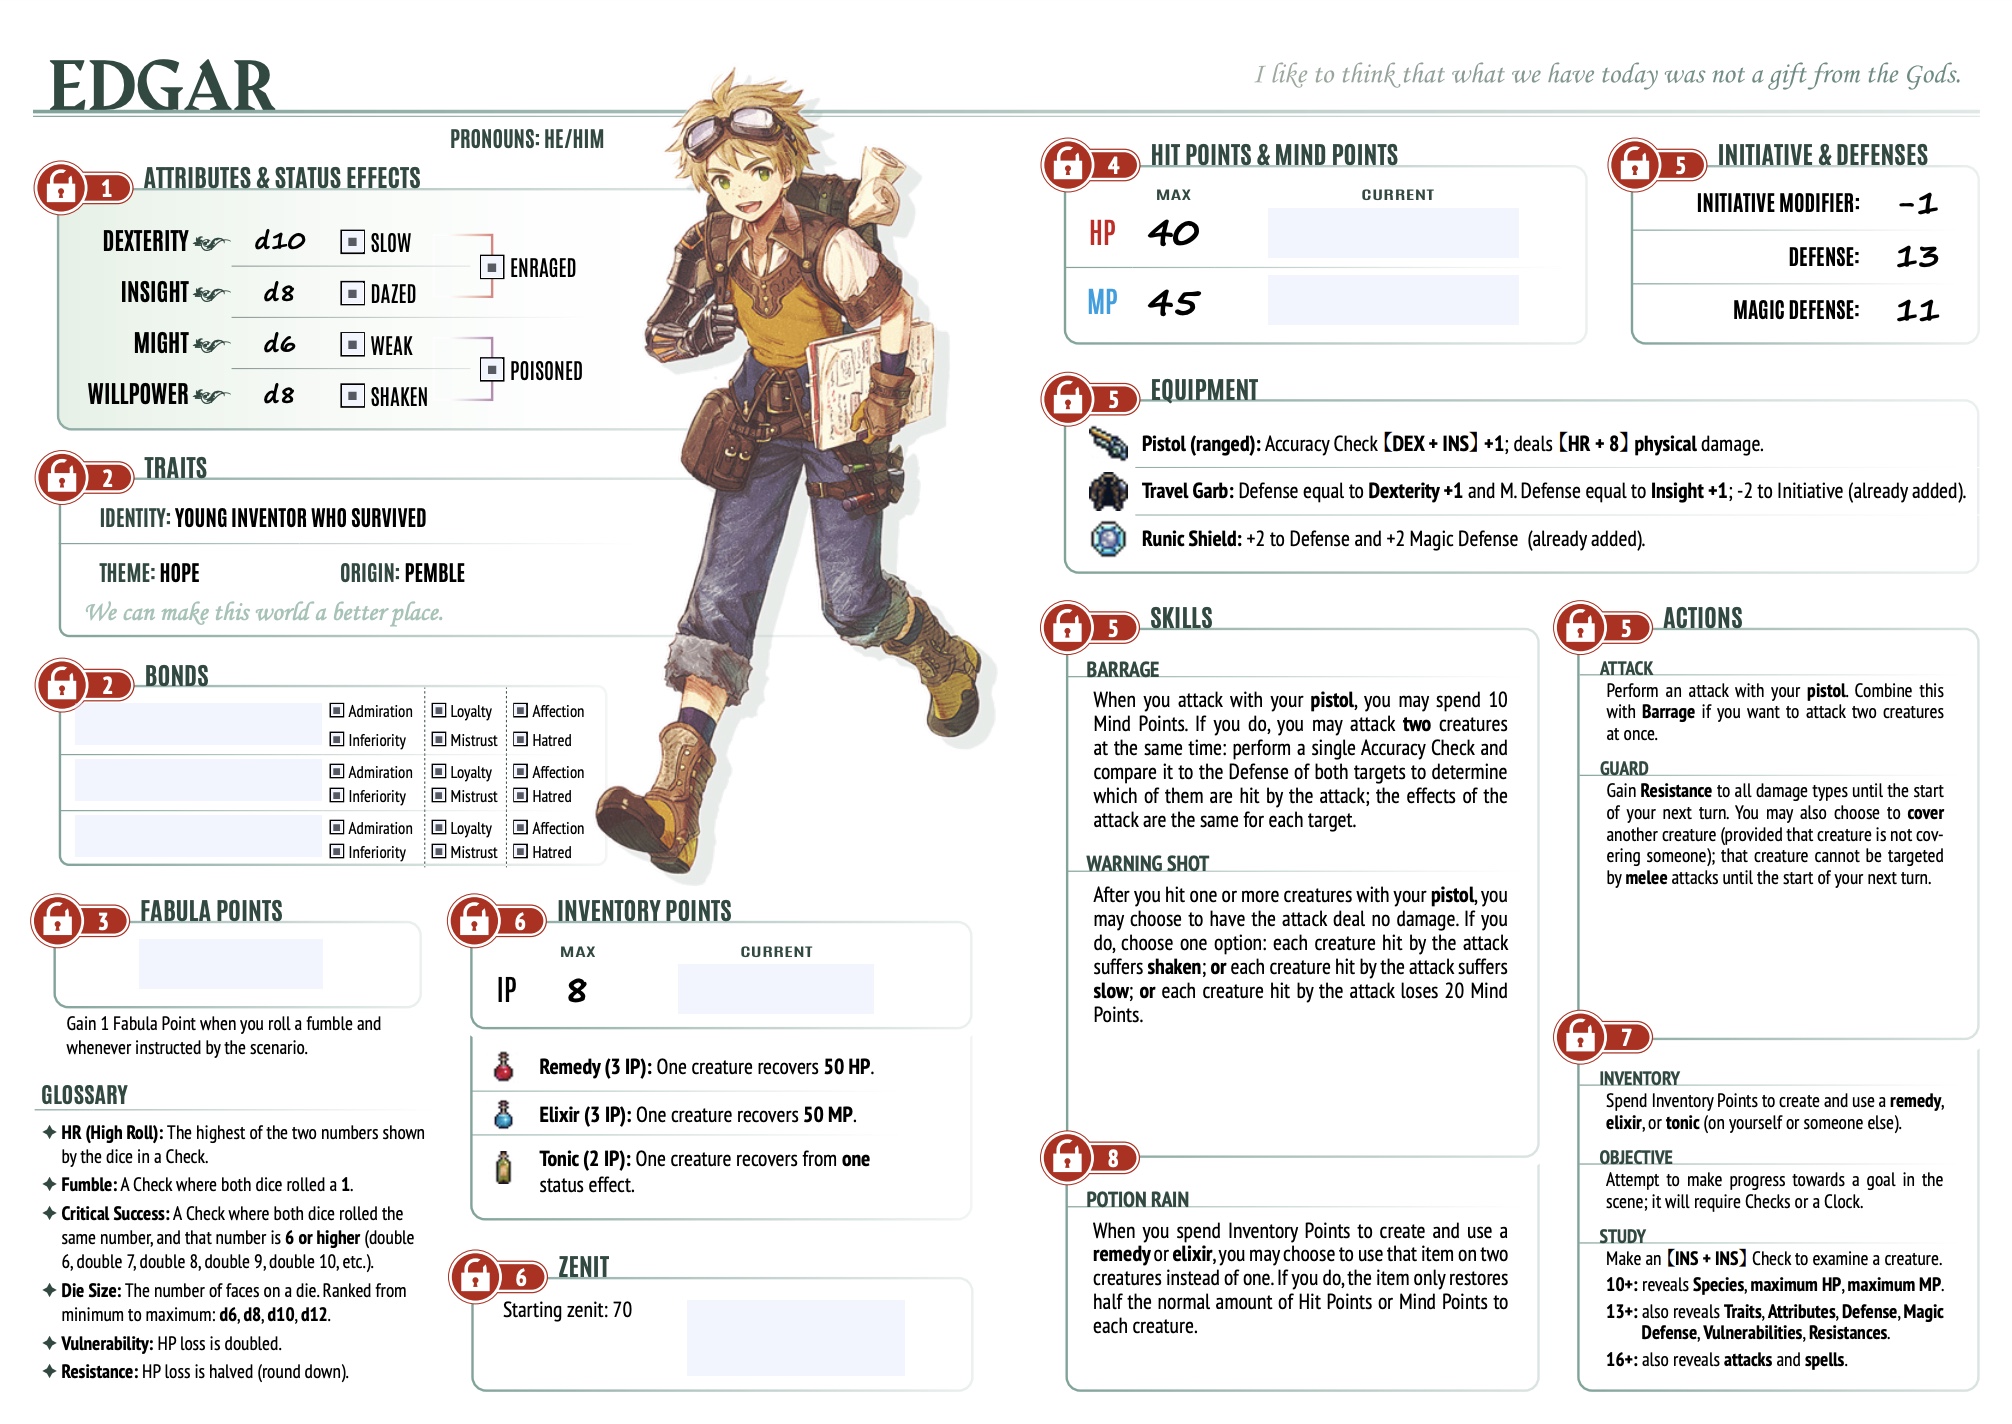 EDGAR
I like to think that what we have today was not a gift from the Gods.
PRONOUNS: HE/HIM
1 ATTRIBUTES & STATUS EFFECTS
DEXTERITY d10 SLOW
ENRAGED
INSIGHT d8 DAZED
MIGHT d6 WEAK
POISONED
WILLPOWER d8 SHAKEN
2 TRAITS
IDENTITY: YOUNG INVENTOR WHO SURVIVED
THEME: HOPE ORIGIN: PEMBLE
We can make this world a better place.
2 BONDS
Admiration Loyalty Affection
Inferiority Mistrust Hatred
Admiration Loyalty Affection
Inferiority Mistrust Hatred
Admiration Loyalty Affection
Inferiority Mistrust Hatred
3 FABULA POINTS
Gain 1 Fabula Point when you roll a fumble and
whenever instructed by the scenario.
GLOSSARY
✦ HR (High Roll): The highest of the two numbers shown
by the dice in a Check.
✦ Fumble: A Check where both dice rolled a 1.
✦ Critical Success: A Check where both dice rolled the
same number, and that number is 6 or higher (double
6, double 7, double 8, double 9, double 10, etc.).
✦ Die Size: The number of faces on a die. Ranked from
minimum to maximum: d6, d8, d10, d12.
✦ Vulnerability: HP loss is doubled.
✦ Resistance: HP loss is halved (round down).
6 INVENTORY POINTS
MAX CURRENT
IP 8
Remedy (3 IP): One creature recovers 50 HP.
Elixir (3 IP): One creature recovers 50 MP.
Tonic (2 IP): One creature recovers from one
status effect.
6 ZENIT
Starting zenit: 70
4 HIT POINTS & MIND POINTS
MAX CURRENT
HP 40
MP 45
5 INITIATIVE & DEFENSES
INITIATIVE MODIFIER: -1
DEFENSE: 13
MAGIC DEFENSE: 11
5 EQUIPMENT
Pistol (ranged): Accuracy Check 【DEX + INS】 +1; deals 【HR + 8】 physical damage.
Travel Garb: Defense equal to Dexterity +1 and M. Defense equal to Insight +1; -2 to Initiative (already added).
Runic Shield: +2 to Defense and +2 Magic Defense (already added).
5 SKILLS
BARRAGE
When you attack with your pistol, you may spend 10
Mind Points. If you do, you may attack two creatures
at the same time: perform a single Accuracy Check and
compare it to the Defense of both targets to determine
which of them are hit by the attack; the effects of the
attack are the same for each target.
WARNING SHOT
After you hit one or more creatures with your pistol, you
may choose to have the attack deal no damage. If you
do, choose one option: each creature hit by the attack
suffers shaken; or each creature hit by the attack suffers
slow; or each creature hit by the attack loses 20 Mind
Points.
8
POTION RAIN
When you spend Inventory Points to create and use a
remedy or elixir, you may choose to use that item on two
creatures instead of one. If you do, the item only restores
half the normal amount of Hit Points or Mind Points to
each creature.
5 ACTIONS
ATTACK
Perform an attack with your pistol. Combine this
with Barrage if you want to attack two creatures
at once.
GUARD
Gain Resistance to all damage types until the start
of your next turn. You may also choose to cover
another creature (provided that creature is not cov-
ering someone); that creature cannot be targeted
by melee attacks until the start of your next turn.
7
INVENTORY
Spend Inventory Points to create and use a remedy,
elixir, or tonic (on yourself or someone else).
OBJECTIVE
Attempt to make progress towards a goal in the
scene; it will require Checks or a Clock.
STUDY
Make an 【INS + INS】 Check to examine a creature.
10+: reveals Species, maximum HP, maximum MP.
13+: also reveals Traits, Attributes, Defense, Magic
Defense, Vulnerabilities, Resistances.
16+: also reveals attacks and spells.